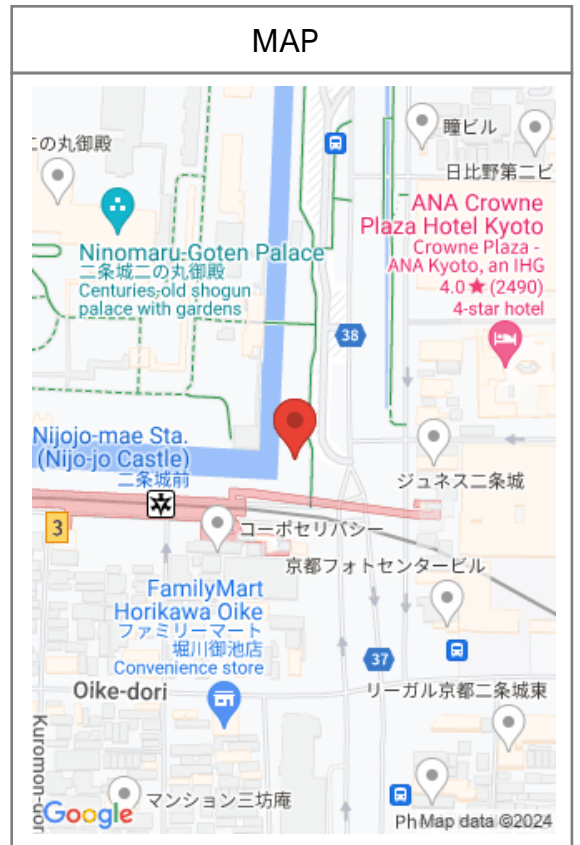 MAP
瞳ビル
二の丸御殿
日比野第二ビ
ANA Crowne
Plaza Hotel Kyoto
Crowne Plaza -
ANA Kyoto, an IHG
4.0★ (2490)
4-star hotel
Ninomaru-Goten Palace
二条城二の丸御殿
Centuries-old shogun
palace with gardens
38
Nijojo-mae Sta.
(Nijo-jo Castle)
二条城前
ジュネス二条城
3
コーポセリバシー
京都フォトセンタービル
FamilyMart
Horikawa Oike
ファミリーマート
堀川御池店
Convenience store
37
Oike-dori
リーガル京都二条城東
Kuromon-dori
マンション三坊庵
Google
Ph
Map data ©2024